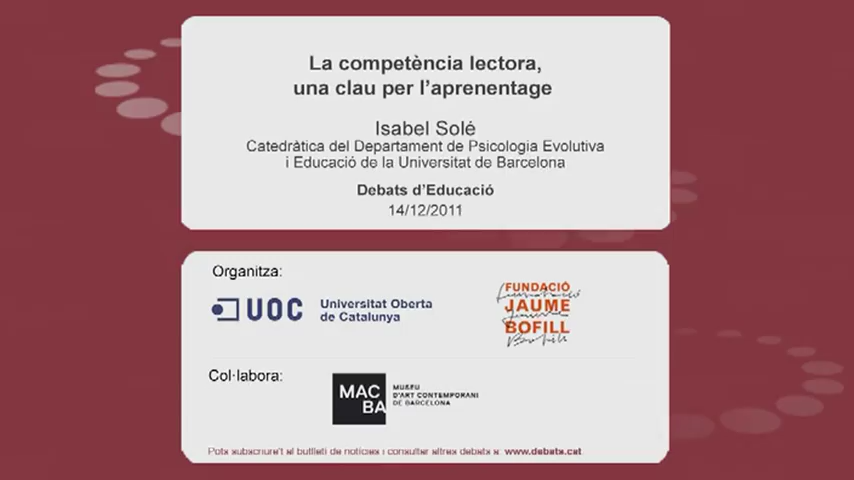 La competència lectora,
una clau per l'aprenentage
Isabel Solé
Catedràtica del Departament de Psicologia Evolutiva
i Educació de la Universitat de Barcelona
Debats d'Educació
14/12/2011
Organitza:
UOC Universitat Oberta
de Catalunya
FUNDACIÓ
JAUME
BOFILL
Col·labora:
MAC
BA
MUSEU
D'ART CONTEMPORANI
DE BARCELONA
Pots subscriure't al butlletí de notícies i consultar altres debats a: www.debats.cat